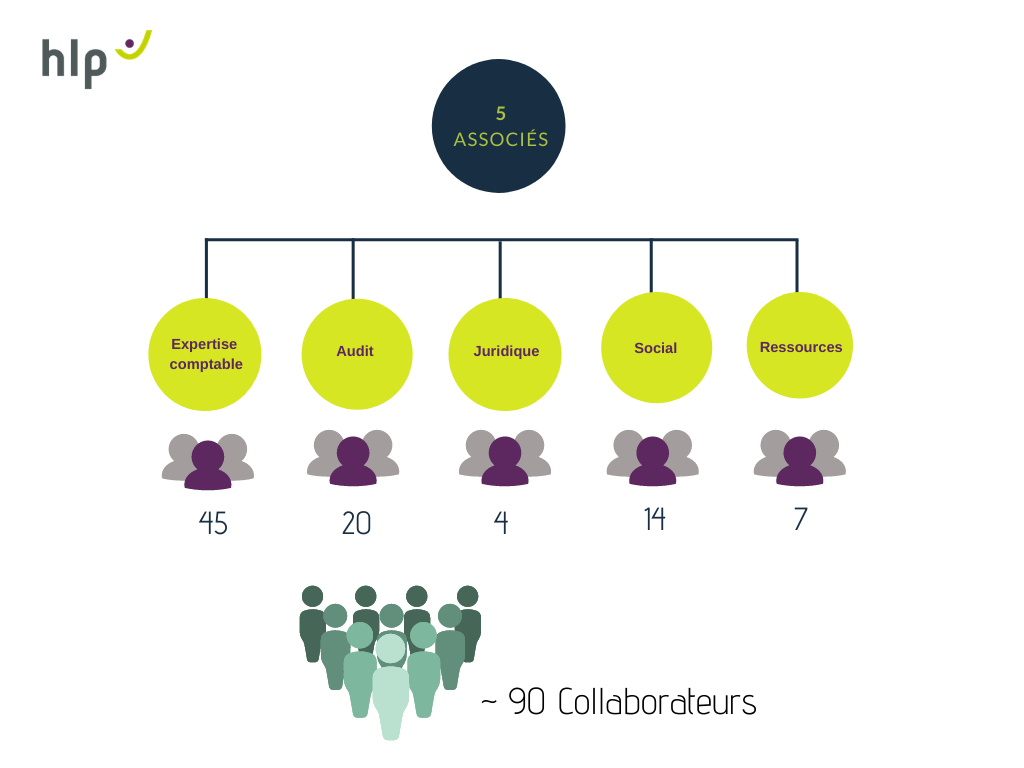 hlp
5
ASSOCIÉS
Expertise
comptable
Audit
Juridique
Social
Ressources
45
20
4
14
7
~ 90 Collaborateurs